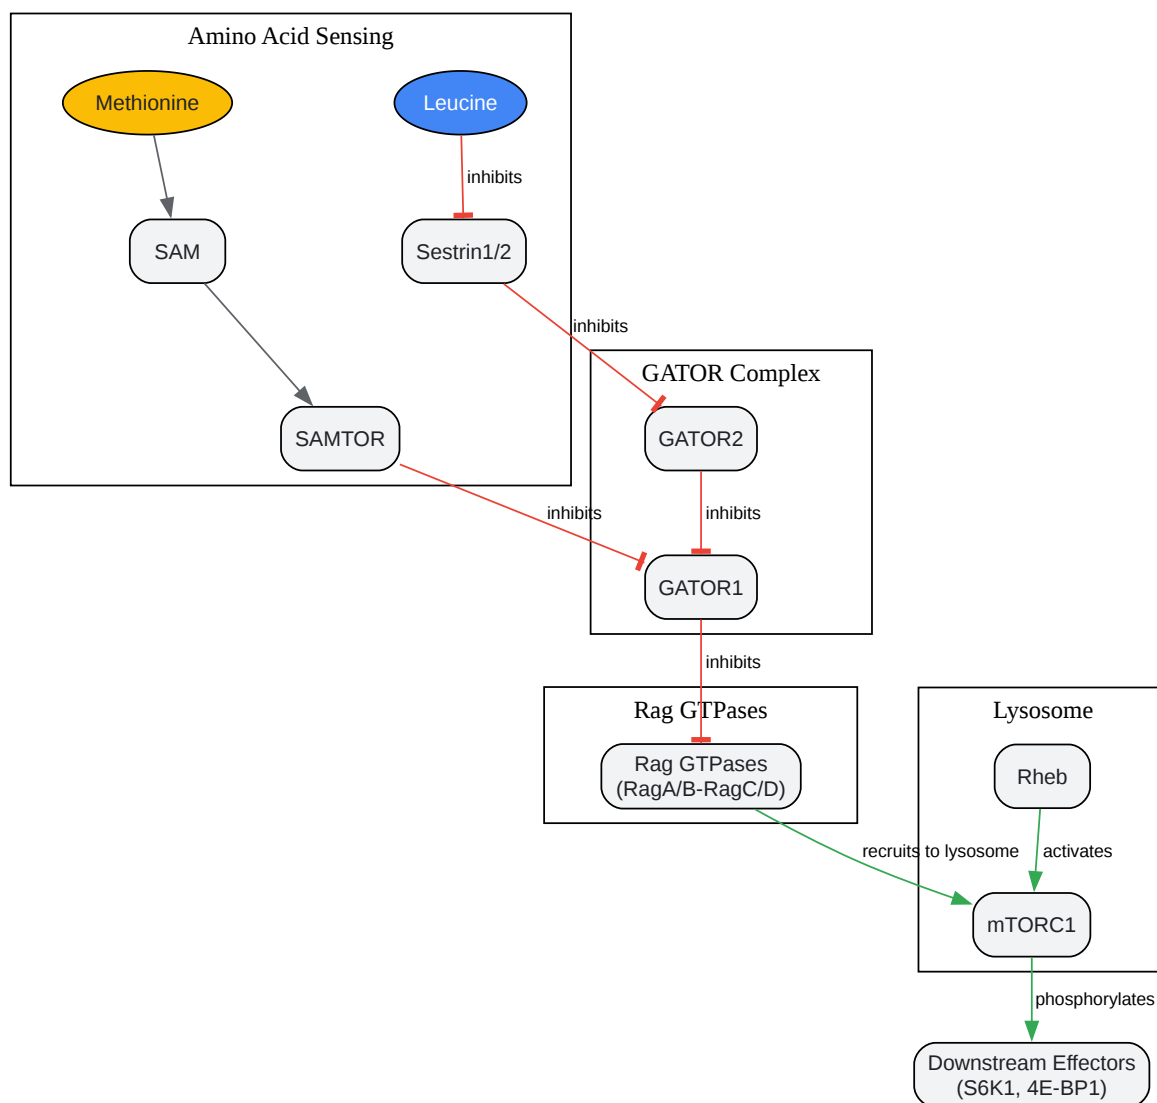 Amino Acid Sensing
Methionine
Leucine
inhibits
SAM
Sestrin1/2
inhibits
GATOR Complex
SAMTOR
GATOR2
inhibits
inhibits
GATOR1
inhibits
Rag GTPases
Lysosome
Rag GTPases
(RagA/B-RagC/D)
Rheb
recruits to lysosome
activates
mTORC1
phosphorylates
Downstream Effectors
(S6K1, 4E-BP1)